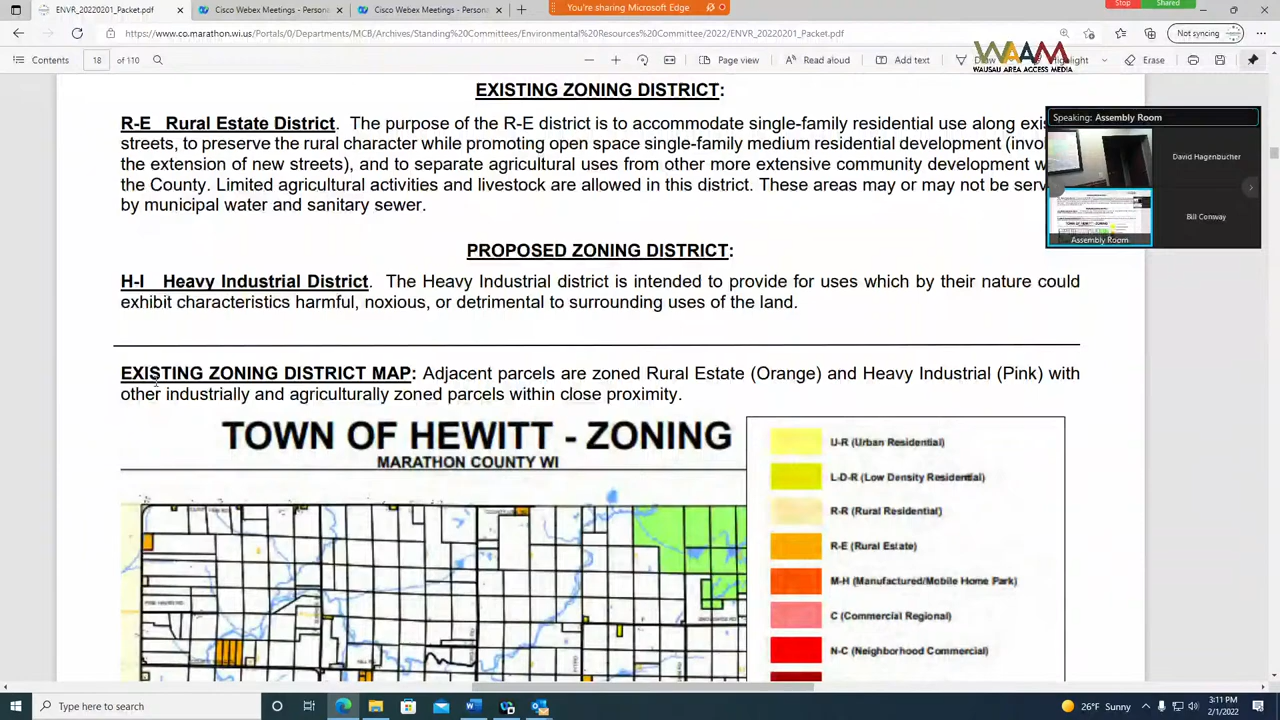 ENVR_20220201_Packet.pdf
Cisco Webex Meetings - Persona
Cisco Webex Meetings - Persona
You're sharing Microsoft Edge
Stop
Shared
https://www.co.marathon.wi.us/Portals/0/Departments/MCB/Archives/Standing%20Committees/Environmental%20Resources%20Committee/2022/ENVR_20220201_Packet.pdf
Not syncing
18 of 110
Page view
Read aloud
Add text
Draw
Highlight
Erase
WAAM
WAUSAU AREA ACCESS MEDIA
EXISTING ZONING DISTRICT:
R-E Rural Estate District. The purpose of the R-E district is to accommodate single-family residential use along exi
streets, to preserve the rural character while promoting open space single-family medium residential development (invol
the extension of new streets), and to separate agricultural uses from other more extensive community development w
the County. Limited agricultural activities and livestock are allowed in this district. These areas may or may not be serv
by municipal water and sanitary
Speaking: Assembly Room
David Hagenbucher
Bill Conway
Assembly Room
PROPOSED ZONING DISTRICT:
H-I Heavy Industrial District. The Heavy Industrial district is intended to provide for uses which by their nature could
exhibit characteristics harmful, noxious, or detrimental to surrounding uses of the land.
EXISTING ZONING DISTRICT MAP: Adjacent parcels are zoned Rural Estate (Orange) and Heavy Industrial (Pink) with
other industrially and agriculturally zoned parcels within close proximity.
TOWN OF HEWITT - ZONING
MARATHON COUNTY WI
U-R (Urban Residential)
L-D-R (Low Density Residential)
R-R (Rural Residential)
R-E (Rural Estate)
M-H (Manufactured/Mobile Home Park)
C (Commercial Regional)
N-C (Neighborhood Commercial)
Type here to search
26°F Sunny
3:11 PM
2/1/2022